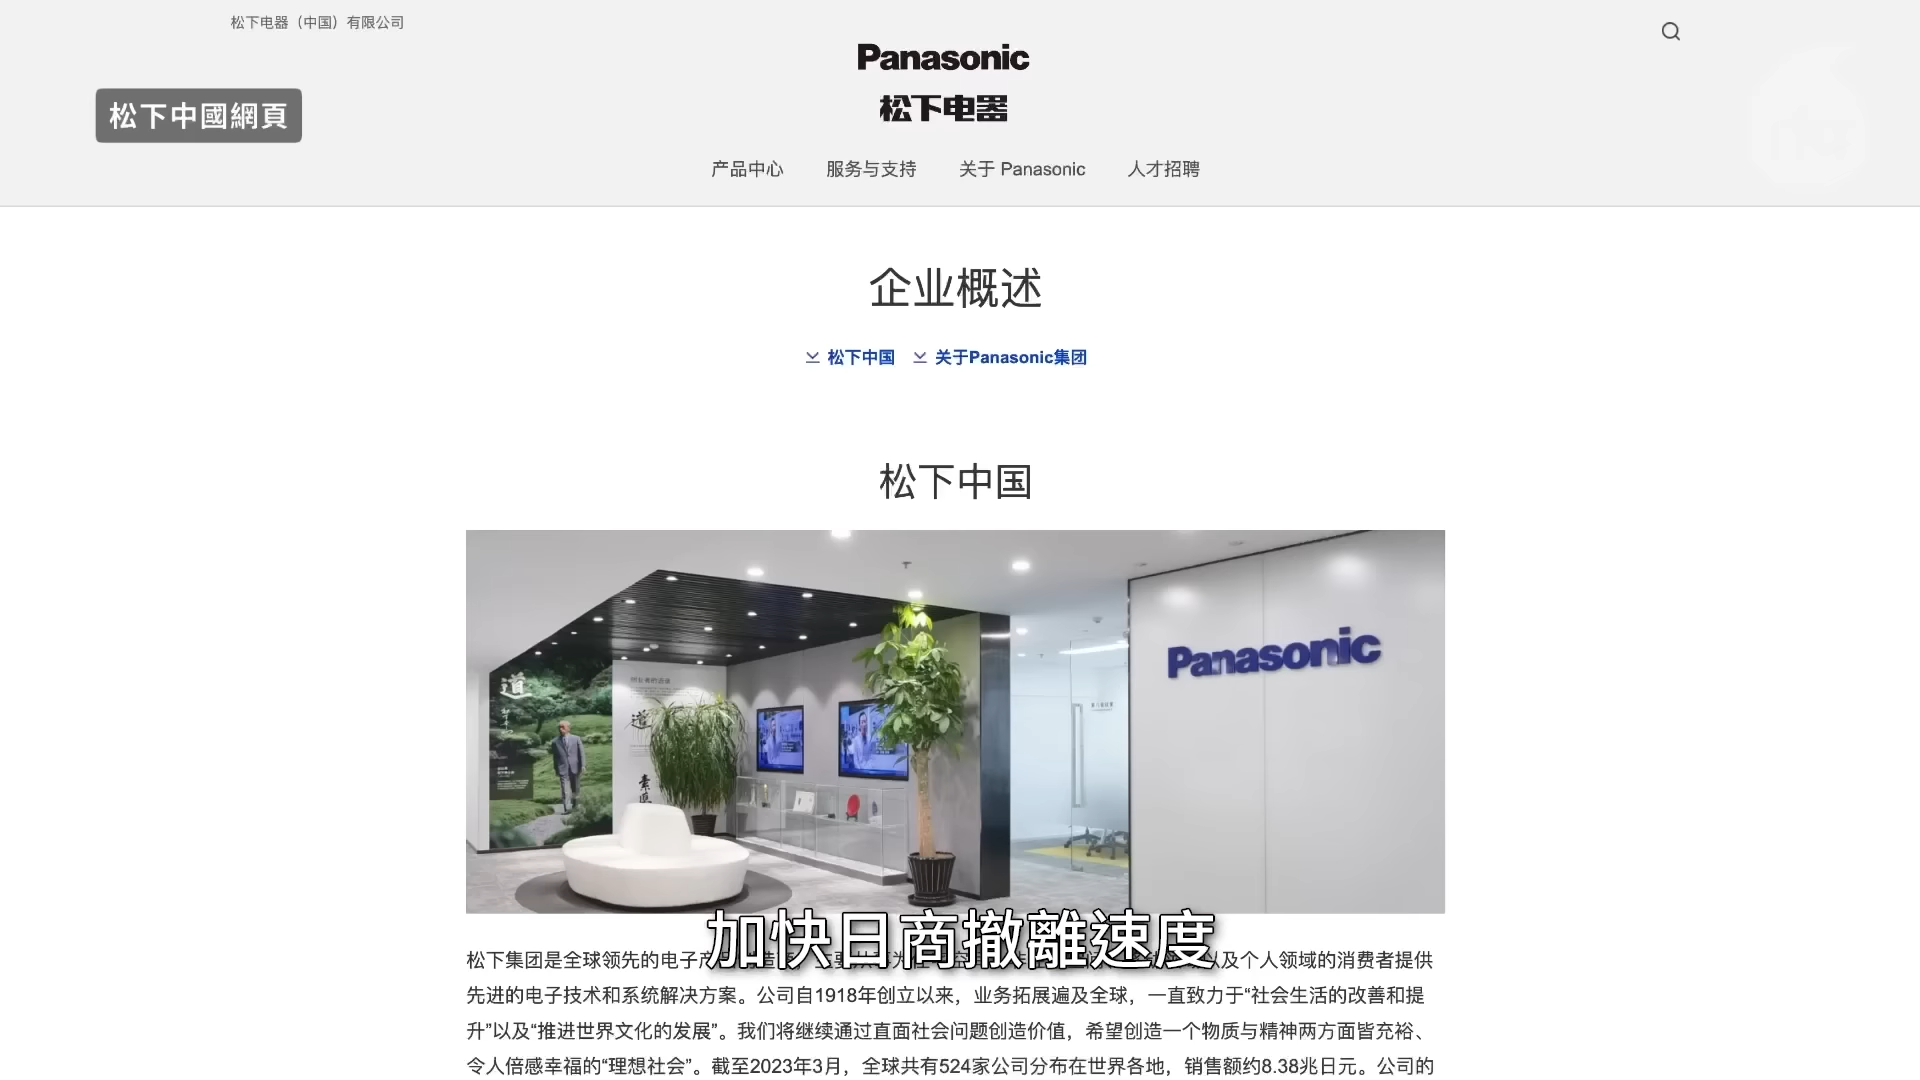 松下电器（中国）有限公司
Panasonic
松下电器
松下中國網頁
产品中心 服务与支持 关于 Panasonic 人才招聘
企业概述
松下中国 关于Panasonic集团
松下中国
Panasonic
道
道
加快日商撤離速度
松下集团是全球领先的电子产 以及个人领域的消费者提供
先进的电子技术和系统解决方案。公司自1918年创立以来，业务拓展遍及全球，一直致力于“社会生活的改善和提
升”以及“推进世界文化的发展”。我们将继续通过直面社会问题创造价值，希望创造一个物质与精神两方面皆充裕、
令人倍感幸福的“理想社会”。截至2023年3月，全球共有524家公司分布在世界各地，销售额约8.38兆日元。公司的